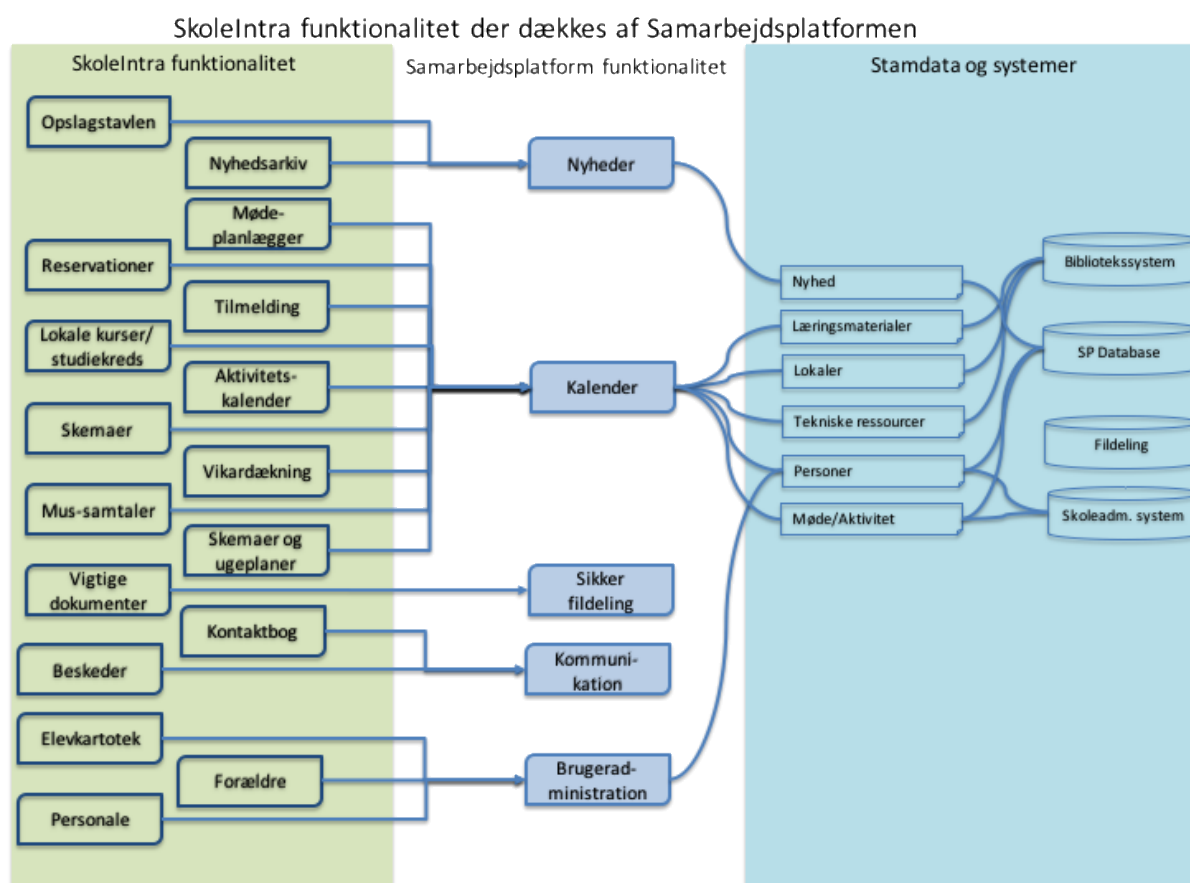 SkoleIntra funktionalitet der dækkes af Samarbejdsplatformen
SkoleIntra funktionalitet
Samarbejdsplatform funktionalitet
Stamdata og systemer
Opslagstavlen
Nyhedsarkiv
Møde-
planlægger
Reservationer
Tilmelding
Lokale kurser/
studiekreds
Aktivitets-
kalender
Skemaer
Vikardækning
Mus-samtaler
Skemaer og
ugeplaner
Vigtige
dokumenter
Kontaktbog
Beskeder
Elevkartotek
Forældre
Personale
Nyheder
Kalender
Sikker
fildeling
Kommuni-
kation
Brugerad-
ministration
Nyhed
Læringsmaterialer
Lokaler
Tekniske ressourcer
Personer
Møde/Aktivitet
Bibliotekssystem
SP Database
Fildeling
Skoleadm. system